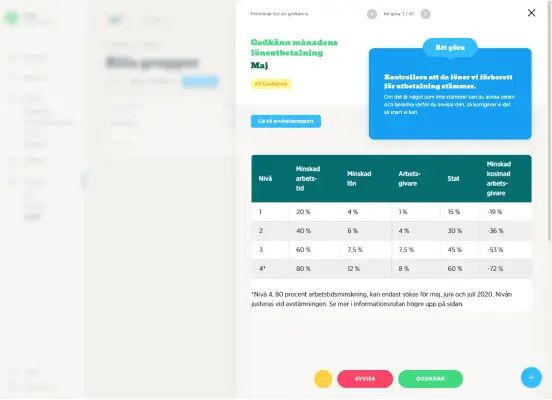 Preliminär lön att godkänna
Att göra: 1 / 47
Godkänn månadens
löneutbetalning
Maj
Att Godkänna
Gå till avvikelserapport
Att göra
Kontrollera att de löner vi förberett
för utbetalning stämmer.
Om det är något som inte stämmer kan du avvisa lönen
och beskriva varför du avvisar den, så korrigerar vi det
så snart vi kan.
Nivå Minskad arbets- tid Minskad lön Arbets- givare Stat Minskad kostnad arbets- givare
1 20 % 4 % 1 % 15 % -19 %
2 40 % 6 % 4 % 30 % -36 %
3 60 % 7,5 % 7,5 % 45 % -53 %
4* 80 % 12 % 8 % 60 % -72 %
*Nivå 4, 80 procent arbetstidsminskning, kan endast sökas för maj, juni och juli 2020. Nivån
justeras vid avstämningen. Se mer i informationsrutan högre upp på sidan.
AVVISA
GODKÄNN